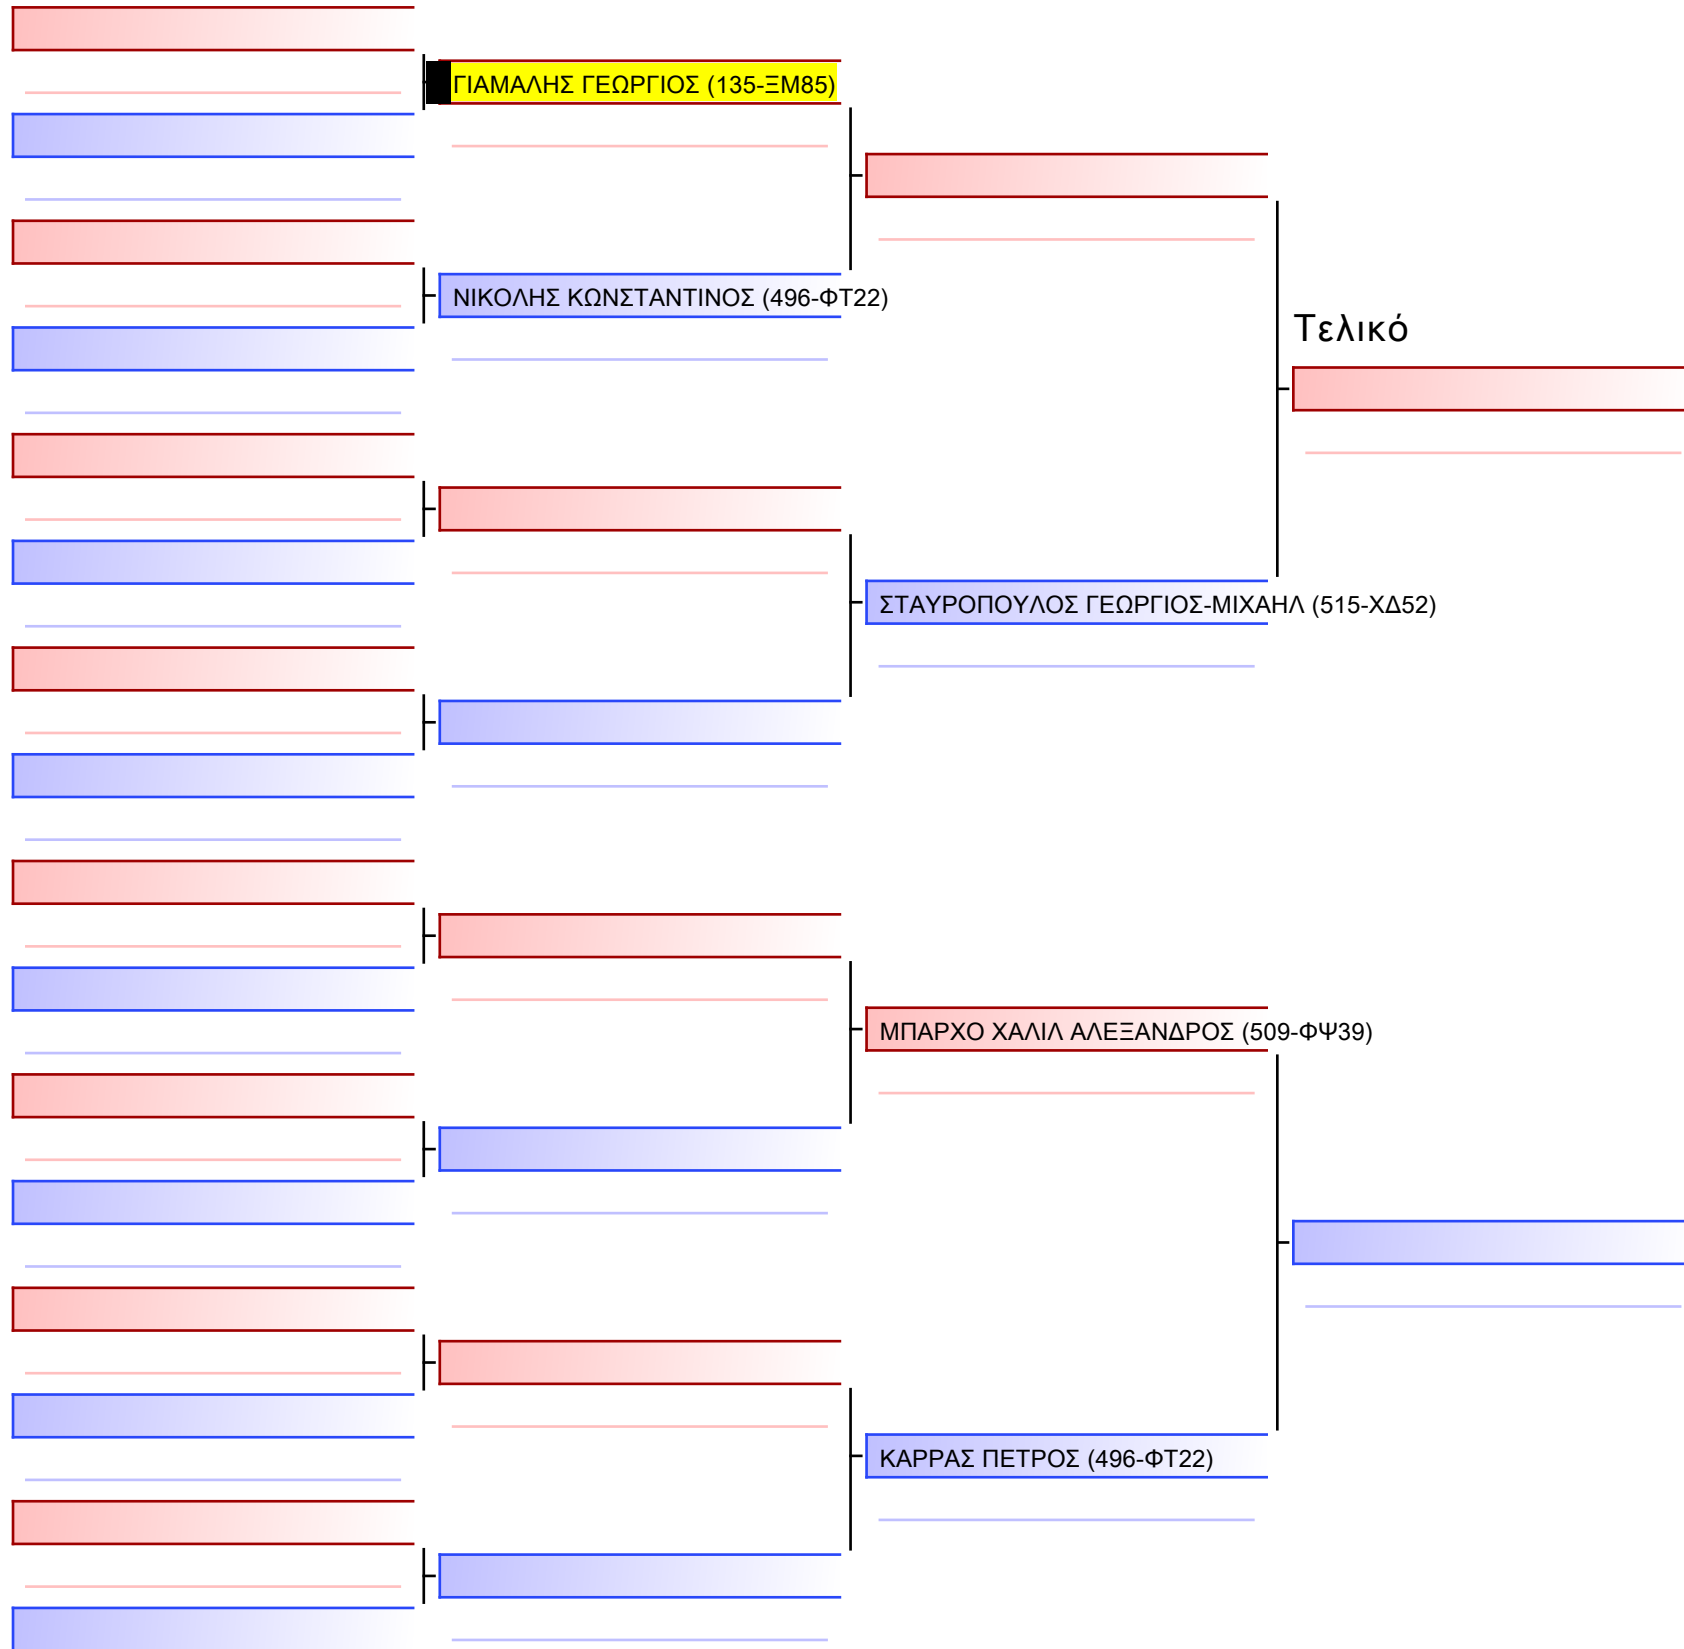 ΓΙΑΜΑΛΗΣ ΓΕΩΡΓΙΟΣ (135-ΞΜ85)
ΝΙΚΟΛΗΣ ΚΩΝΣΤΑΝΤΙΝΟΣ (496-ΦΤ22)
Τελικό
ΣΤΑΥΡΟΠΟΥΛΟΣ ΓΕΩΡΓΙΟΣ-ΜΙΧΑΗΛ (515-ΧΔ52)
ΜΠΑΡΧΟ ΧΑΛΙΛ ΑΛΕΞΑΝΔΡΟΣ (509-ΦΨ39)
ΚΑΡΡΑΣ ΠΕΤΡΟΣ (496-ΦΤ22)